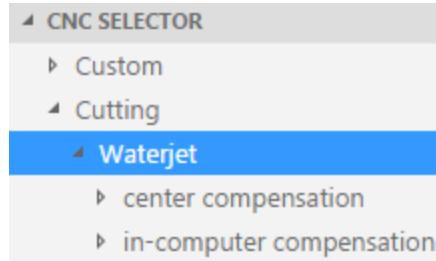 CNC SELECTOR
Custom
Cutting
Waterjet
center compensation
in-computer compensation